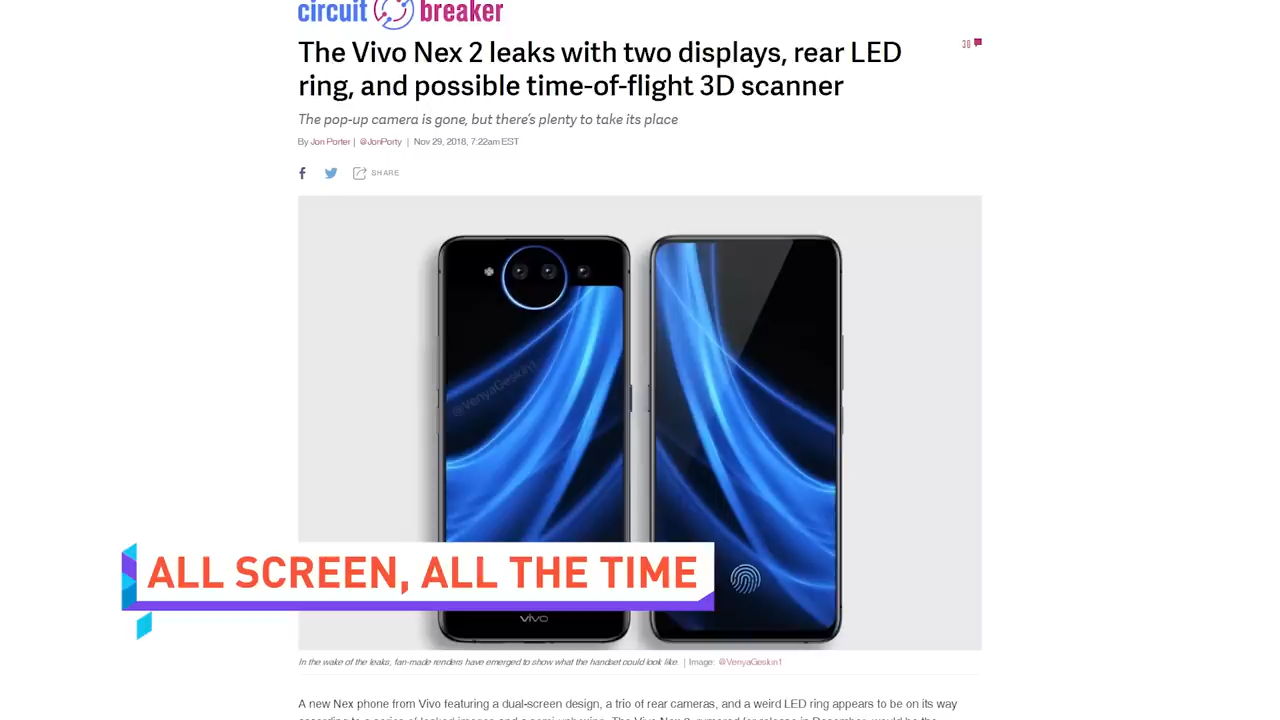 circuit breaker
The Vivo Nex 2 leaks with two displays, rear LED
ring, and possible time-of-flight 3D scanner
30
The pop-up camera is gone, but there's plenty to take its place
By Jon Porter | @JonPorty | Nov 29, 2018, 7:22am EST
SHARE
@VenyaGeskin1
ALL SCREEN, ALL THE TIME
vivo
In the wake of the leaks, fan-made renders have emerged to show what the handset could look like. | Image: @VenyaGeskin1
A new Nex phone from Vivo featuring a dual-screen design, a trio of rear cameras, and a weird LED ring appears to be on its way